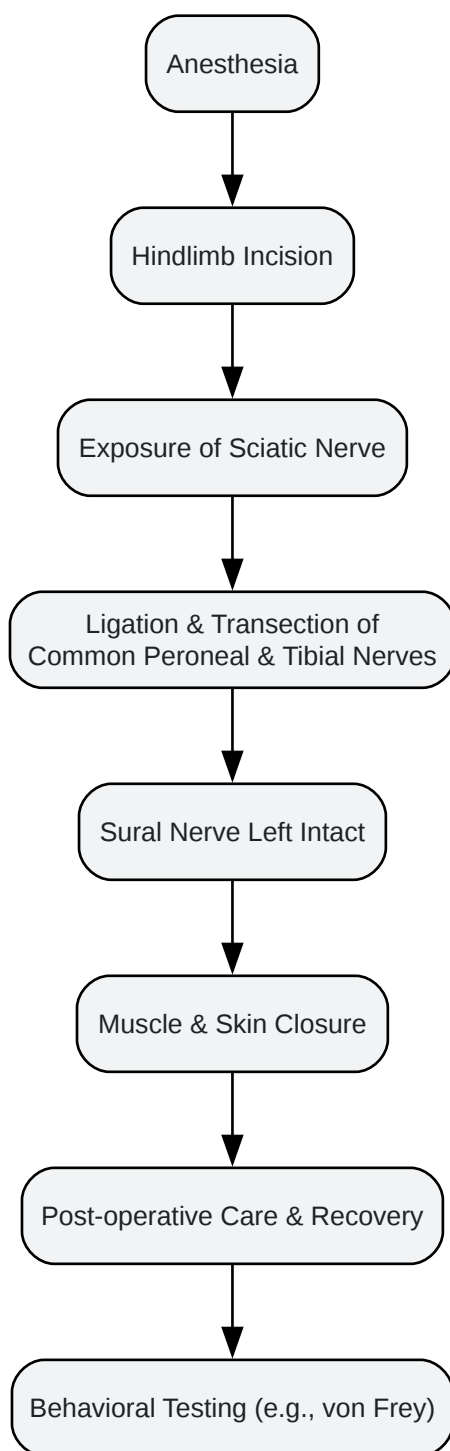 Anesthesia
Hindlimb Incision
Exposure of Sciatic Nerve
Ligation & Transection of
Common Peroneal & Tibial Nerves
Sural Nerve Left Intact
Muscle & Skin Closure
Post-operative Care & Recovery
Behavioral Testing (e.g., von Frey)